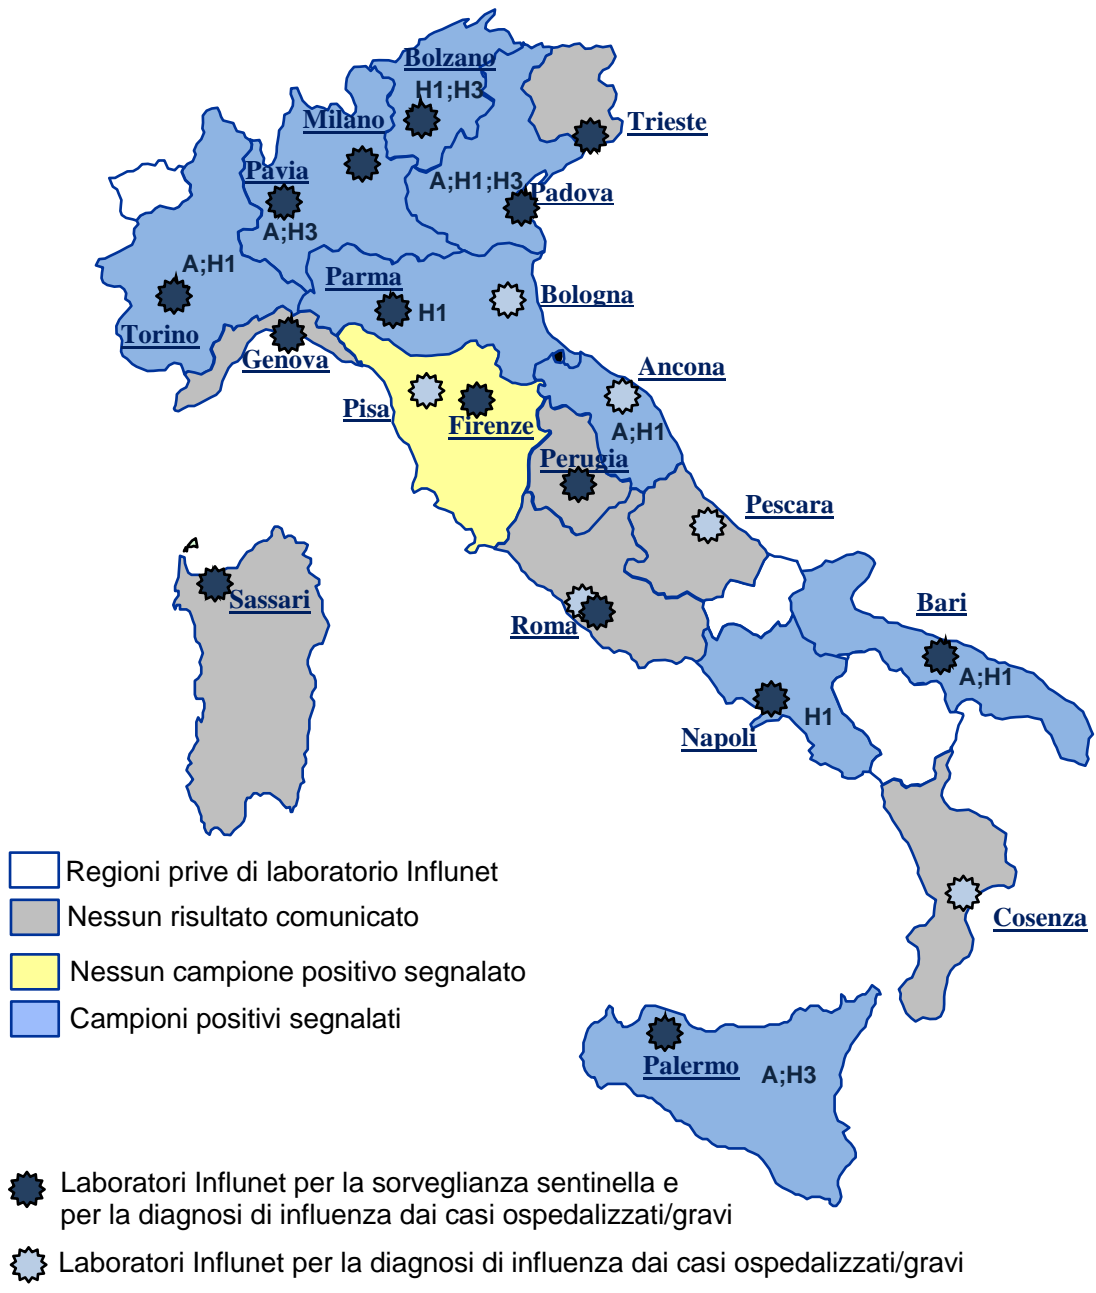 Bolzano
H1;H3
Milano
Trieste
Pavia
A;H1;H3
Padova
A;H3
A;H1
Parma
Bologna
H1
Torino
Genova
Ancona
Pisa
Firenze
A;H1
Perugia
Pescara
Sassari
Roma
Bari
A;H1
H1
Napoli
Regioni prive di laboratorio Influnet
Nessun risultato comunicato
Cosenza
Nessun campione positivo segnalato
Campioni positivi segnalati
Palermo
A;H3
Laboratori Influnet per la sorveglianza sentinella e
per la diagnosi di influenza dai casi ospedalizzati/gravi
Laboratori Influnet per la diagnosi di influenza dai casi ospedalizzati/gravi